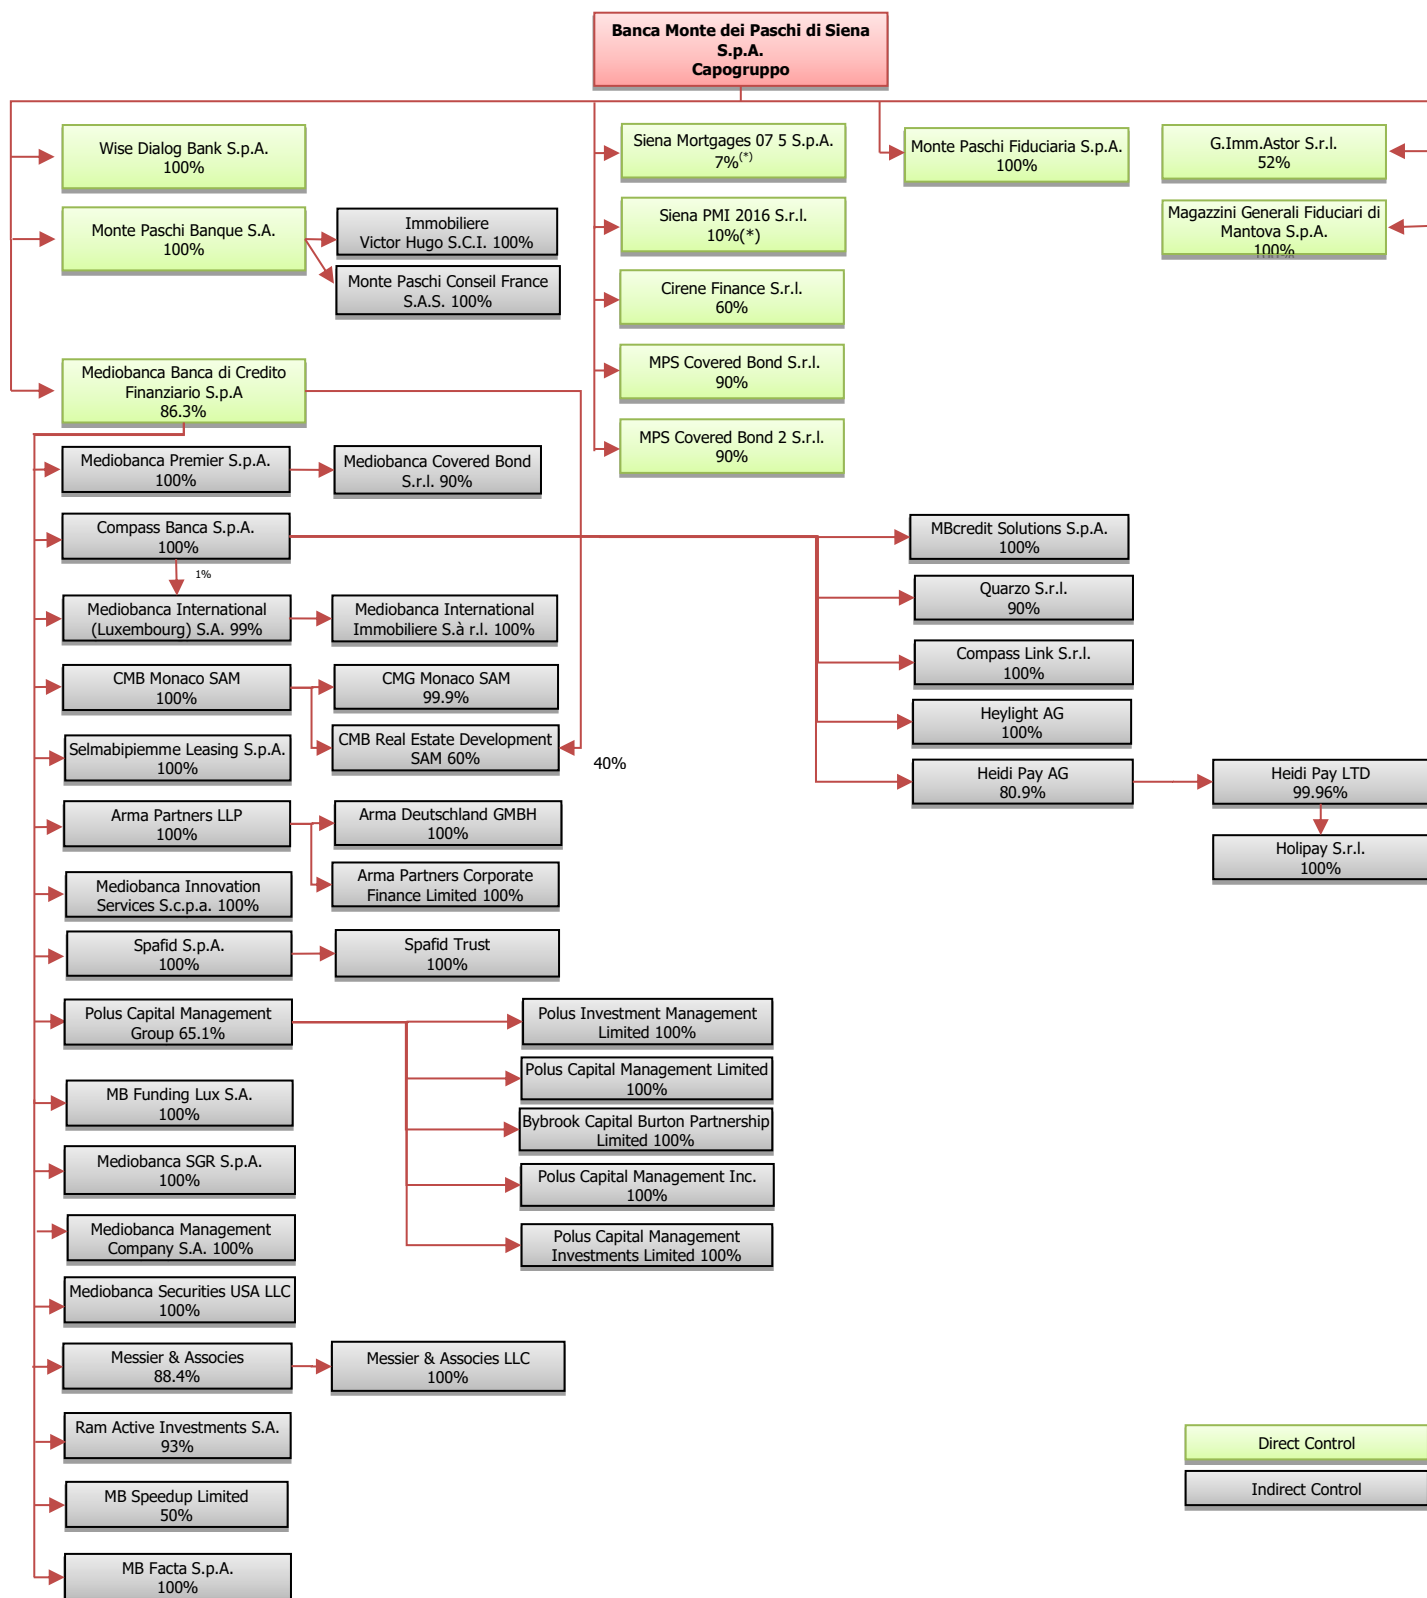 Banca Monte dei Paschi di Siena
S.p.A.
Capogruppo
Wise Dialog Bank S.p.A.
100%
Monte Paschi Banque S.A.
100%
Immobiliere
Victor Hugo S.C.I. 100%
Monte Paschi Conseil France
S.A.S. 100%
Mediobanca Banca di Credito
Finanziario S.p.A
86.3%
Siena Mortgages 07 5 S.p.A.
7%(*)
Siena PMI 2016 S.r.l.
10%(*)
Cirene Finance S.r.l.
60%
MPS Covered Bond S.r.l.
90%
MPS Covered Bond 2 S.r.l.
90%
Monte Paschi Fiduciaria S.p.A.
100%
G.Imm.Astor S.r.l.
52%
Magazzini Generali Fiduciari di
Mantova S.p.A.
100%
Mediobanca Premier S.p.A.
100%
Mediobanca Covered Bond
S.r.l. 90%
Compass Banca S.p.A.
100%
1%
Mediobanca International
(Luxembourg) S.A. 99%
Mediobanca International
Immobiliere S.à r.l. 100%
CMB Monaco SAM
100%
CMG Monaco SAM
99.9%
CMB Real Estate Development
SAM 60%
40%
Selmabipiemme Leasing S.p.A.
100%
Arma Partners LLP
100%
Arma Deutschland GMBH
100%
Arma Partners Corporate
Finance Limited 100%
Mediobanca Innovation
Services S.c.p.a. 100%
Spafid S.p.A.
100%
Spafid Trust
100%
Polus Capital Management
Group 65.1%
Polus Investment Management
Limited 100%
Polus Capital Management Limited
100%
Bybrook Capital Burton Partnership
Limited 100%
Polus Capital Management Inc.
100%
Polus Capital Management
Investments Limited 100%
MB Funding Lux S.A.
100%
Mediobanca SGR S.p.A.
100%
Mediobanca Management
Company S.A. 100%
Mediobanca Securities USA LLC
100%
Messier & Associes
88.4%
Messier & Associes LLC
100%
Ram Active Investments S.A.
93%
MB Speedup Limited
50%
MB Facta S.p.A.
100%
MBcredit Solutions S.p.A.
100%
Quarzo S.r.l.
90%
Compass Link S.r.l.
100%
Heylight AG
100%
Heidi Pay AG
80.9%
Heidi Pay LTD
99.96%
Holipay S.r.l.
100%
Direct Control
Indirect Control